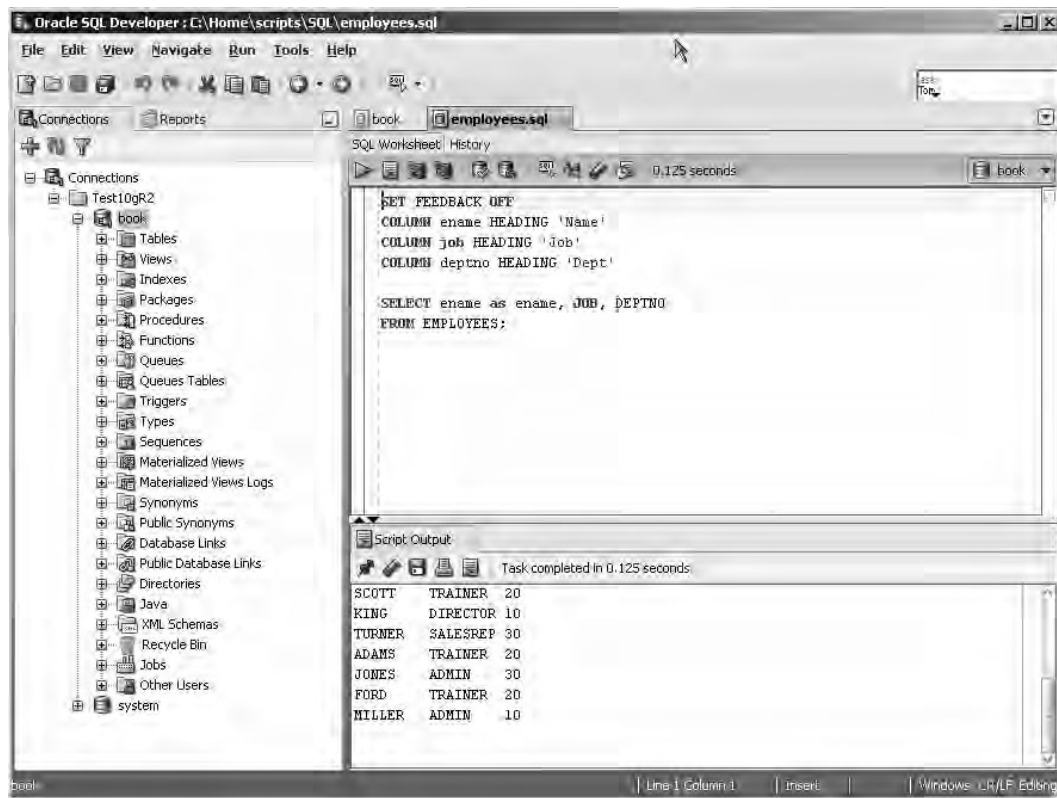 Oracle SQL Developer : C:\Home\scripts\SQL\employees.sql
File Edit View Navigate Run Tools Help
Connections Reports
book employees.sql
SQL Worksheet History
0.125 seconds book
Connections
Test10gR2
book
Tables
Views
Indexes
Packages
Procedures
Functions
Queues
Queues Tables
Triggers
Types
Sequences
Materialized Views
Materialized Views Logs
Synonyms
Public Synonyms
Database Links
Public Database Links
Directories
Java
XML Schemas
Recycle Bin
Jobs
Other Users
system
SET FEEDBACK OFF
COLUMN ename HEADING 'Name'
COLUMN job HEADING 'Job'
COLUMN deptno HEADING 'Dept'
SELECT ename as ename, JOB, DEPTNO
FROM EMPLOYEES;
Script Output
Task completed in 0.125 seconds
SCOTT TRAINER 20
KING DIRECTOR 10
TURNER SALESREP 30
ADAMS TRAINER 20
JONES ADMIN 30
FORD TRAINER 20
MILLER ADMIN 10
book Line 1 Column 1 Insert Windows: CR/LF Editing